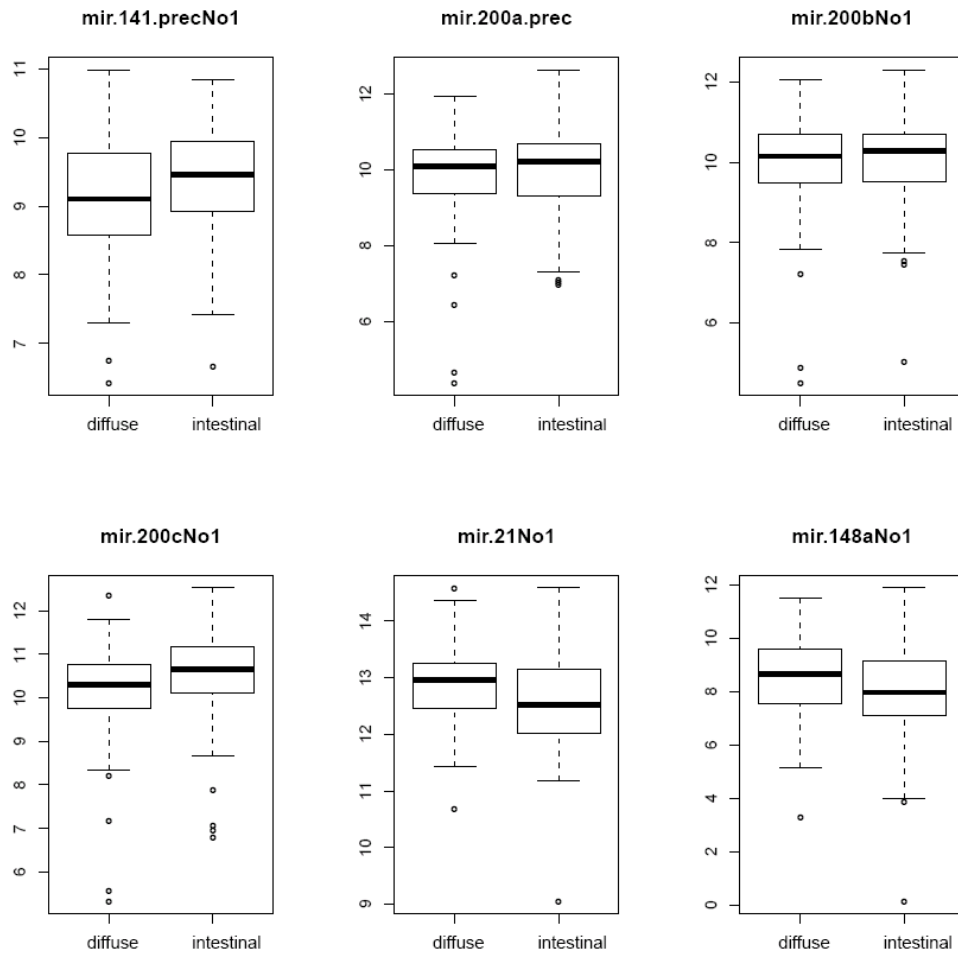 mir.141.precNo1
11
10
9
8
7
diffuse intestinal
mir.200a.prec
12
10
8
6
diffuse intestinal
mir.200bNo1
12
10
8
6
diffuse intestinal
mir.200cNo1
12
11
10
9
8
7
6
diffuse intestinal
mir.21No1
14
13
12
11
10
9
diffuse intestinal
mir.148aNo1
12
10
8
6
4
2
0
diffuse intestinal